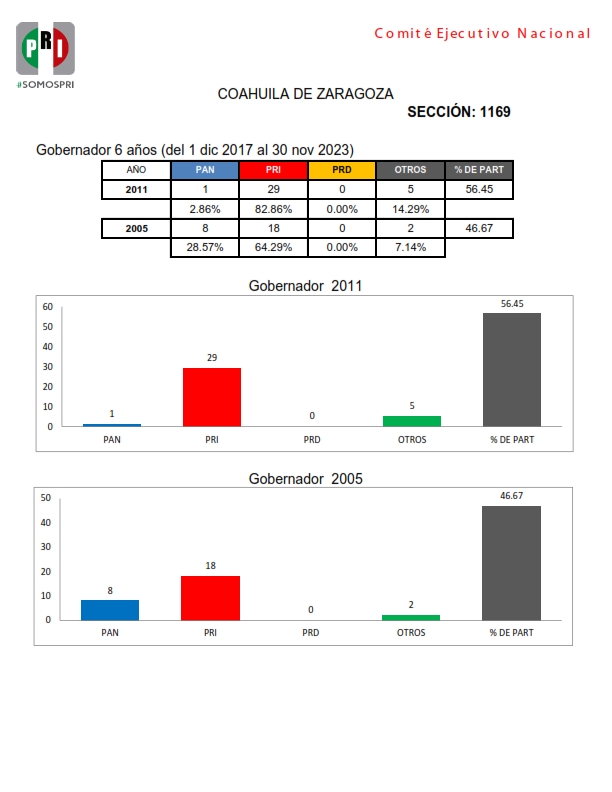 PRI
#SOMOSPRI
Comité Ejecutivo Nacional
COAHUILA DE ZARAGOZA
SECCIÓN: 1169
Gobernador 6 años (del 1 dic 2017 al 30 nov 2023)
AÑO PAN PRI PRD OTROS % DE PART
2011 1 29 0 5 56.45
2.86% 82.86% 0.00% 14.29%
2005 8 18 0 2 46.67
28.57% 64.29% 0.00% 7.14%
Gobernador 2011
60
50
40
30
20
10
0
1
29
0
5
56.45
PAN PRI PRD OTROS % DE PART
Gobernador 2005
50
40
30
20
10
0
8
18
0
2
46.67
PAN PRI PRD OTROS % DE PART